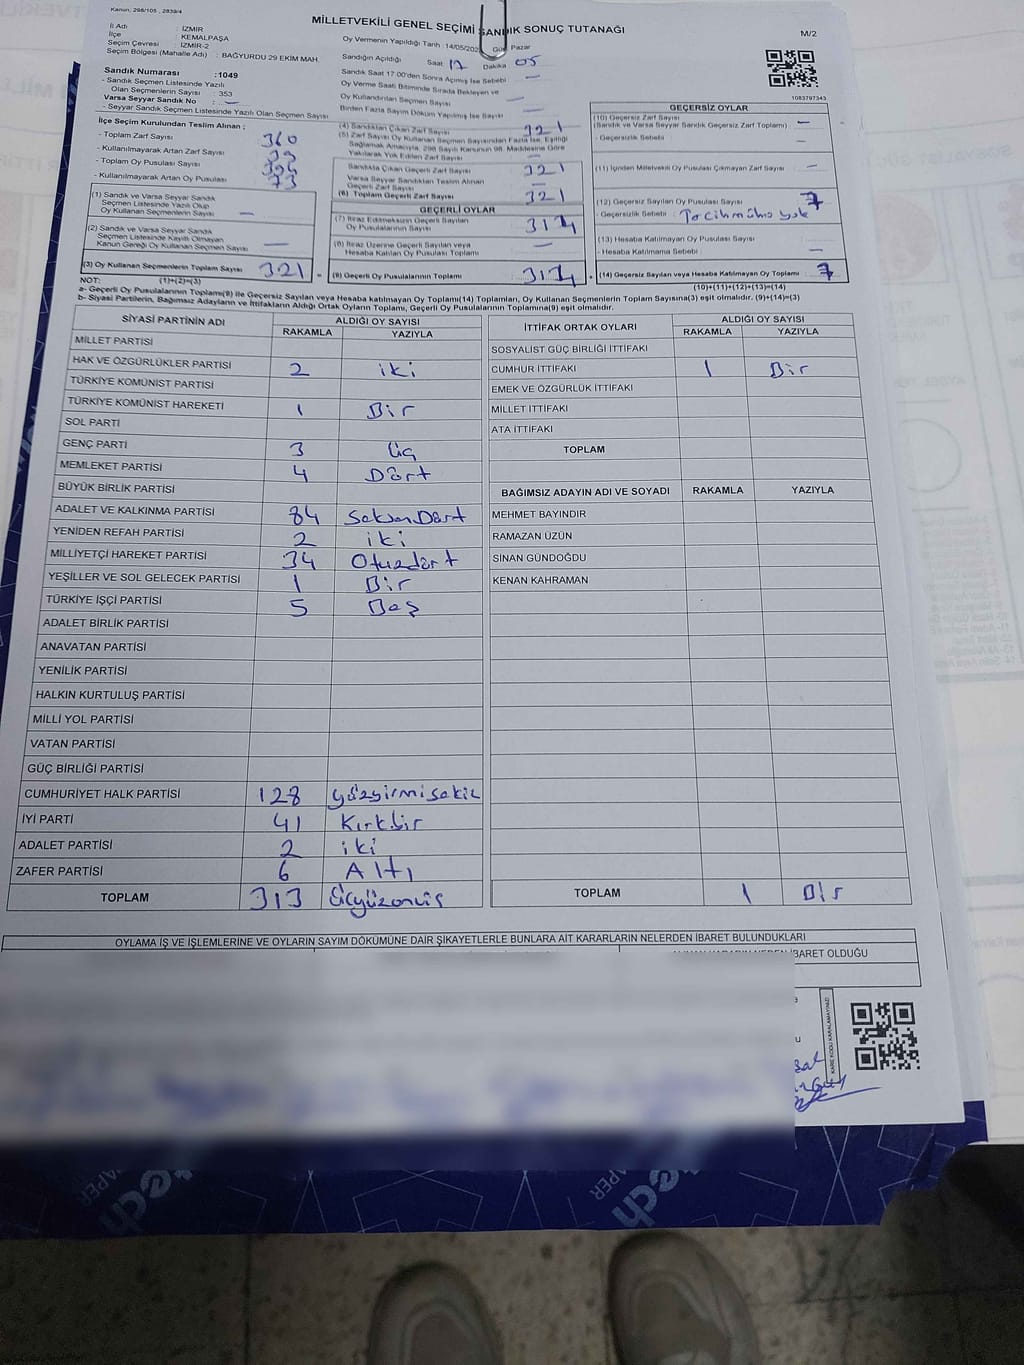 Kanun; 298/105 , 2839/4
MİLLETVEKİLİ GENEL SEÇİMİ SANDIK SONUÇ TUTANAĞI
M/2
İl Adı : İZMİR
İlçe : KEMALPAŞA
Seçim Çevresi : İZMİR-2
Seçim Bölgesi (Mahalle Adı) : BAĞYURDU 29 EKİM MAH.
Sandık Numarası : 1049
- Sandık Seçmen Listesinde Yazılı
Olan Seçmenlerin Sayısı : 353
Varsa Seyyar Sandık No : —
- Seyyar Sandık Seçmen Listesinde Yazılı Olan Seçmen Sayısı
İlçe Seçim Kurulundan Teslim Alınan ;
- Toplam Zarf Sayısı 360
- Kullanılmayarak Artan Zarf Sayısı
- Toplam Oy Pusulası Sayısı
- Kullanılmayarak Artan Oy Pusulası 73
(1) Sandık ve Varsa Seyyar Sandık
Seçmen Listesinde Yazılı Olup
Oy Kullanan Seçmenlerin Sayısı —
(2) Sandık ve Varsa Seyyar Sandık
Seçmen Listesinde Kayıtlı Olmayan
Kanun Gereği Oy Kullanan Seçmen Sayısı —
(3) Oy Kullanan Seçmenlerin Toplam Sayısı 321
Oy Vermenin Yapıldığı Tarih :14/05/202 Gün Pazar
Sandığın Açıldığı Saat 17 Dakika 05
Sandık Saat 17:00'den Sonra Açılmış İse Sebebi —
Oy Verme Saati Bitiminde Sırada Bekleyen ve
Oy Kullandırılan Seçmen Sayısı —
Birden Fazla Sayım Döküm Yapılmış İse Sayısı —
(4) Sandıktan Çıkan Zarf Sayısı 321
(5) Zarf Sayısı Oy Kullanan Seçmen Sayısından Fazla İse, Eşitliği
Sağlamak Amacıyla, 298 Sayılı Kanunun 98. Maddesine Göre
Yakılarak Yok Edilen Zarf Sayısı —
Sandıkta Çıkan Geçerli Zarf Sayısı 321
Varsa Seyyar Sandıktan Teslim Alınan
Geçerli Zarf Sayısı —
(6) Toplam Geçerli Zarf Sayısı 321
GEÇERLİ OYLAR
(7) İtiraz Edilmeksizin Geçerli Sayılan
Oy Pusulalarının Sayısı 314
(8) İtiraz Üzerine Geçerli Sayılan veya
Hesaba Katılan Oy Pusulası Toplamı —
(9) Geçerli Oy Pusulalarının Toplamı 314
1083797343
GEÇERSİZ OYLAR
(10) Geçersiz Zarf Sayısı
(Sandık ve Varsa Seyyar Sandık Geçersiz Zarf Toplamı) —
- Geçersizlik Sebebi —
(11) İçinden Milletvekili Oy Pusulası Çıkmayan Zarf Sayısı —
(12) Geçersiz Sayılan Oy Pusulası Sayısı 7
- Geçersizlik Sebebi : Tercih mührü yok
(13) Hesaba Katılmayan Oy Pusulası Sayısı —
- Hesaba Katılmama Sebebi —
(14) Geçersiz Sayılan veya Hesaba Katılmayan Oy Toplamı 7
NOT: (1)+(2)=(3) (10)+(11)+(12)+(13)=(14)
a- Geçerli Oy Pusulalarının Toplamı(9) ile Geçersiz Sayılan veya Hesaba katılmayan Oy Toplamı(14) Toplamları, Oy Kullanan Seçmenlerin Toplam Sayısına(3) eşit olmalıdır. (9)+(14)=(3)
b- Siyasi Partilerin, Bağımsız Adayların ve İttifakların Aldığı Ortak Oyların Toplamı, Geçerli Oy Pusulalarının Toplamına(9) eşit olmalıdır.
SİYASİ PARTİNİN ADI ALDIĞI OY SAYISI
RAKAMLA YAZIYLA
MİLLET PARTİSİ
HAK VE ÖZGÜRLÜKLER PARTİSİ 2 iki
TÜRKİYE KOMÜNİST PARTİSİ
TÜRKİYE KOMÜNİST HAREKETİ 1 Bir
SOL PARTİ
GENÇ PARTİ 3 Üç
MEMLEKET PARTİSİ 4 Dört
BÜYÜK BİRLİK PARTİSİ
ADALET VE KALKINMA PARTİSİ 84 SeksenDört
YENİDEN REFAH PARTİSİ 2 iki
MİLLİYETÇİ HAREKET PARTİSİ 34 Otuzdört
YEŞİLLER VE SOL GELECEK PARTİSİ 1 Bir
TÜRKİYE İŞÇİ PARTİSİ 5 Beş
ADALET BİRLİK PARTİSİ
ANAVATAN PARTİSİ
YENİLİK PARTİSİ
HALKIN KURTULUŞ PARTİSİ
MİLLİ YOL PARTİSİ
VATAN PARTİSİ
GÜÇ BİRLİĞİ PARTİSİ
CUMHURİYET HALK PARTİSİ 128 yüzyirmisekiz
İYİ PARTİ 41 Kırkbir
ADALET PARTİSİ 2 iki
ZAFER PARTİSİ 6 Altı
TOPLAM 313 Üçyüzonüç
İTTİFAK ORTAK OYLARI ALDIĞI OY SAYISI
RAKAMLA YAZIYLA
SOSYALİST GÜÇ BİRLİĞİ İTTİFAKI
CUMHUR İTTİFAKI 1 Bir
EMEK VE ÖZGÜRLÜK İTTİFAKI
MİLLET İTTİFAKI
ATA İTTİFAKI
TOPLAM
BAĞIMSIZ ADAYIN ADI VE SOYADI RAKAMLA YAZIYLA
MEHMET BAYINDIR
RAMAZAN ÜZÜN
SİNAN GÜNDOĞDU
KENAN KAHRAMAN
TOPLAM 1 Bir
OYLAMA İŞ VE İŞLEMLERİNE VE OYLARIN SAYIM DÖKÜMÜNE DAİR ŞİKAYETLERLE BUNLARA AİT KARARLARIN NELERDEN İBARET BULUNDUKLARI
İBARET OLDUĞU
KARE KODU KARALAMAYINIZ!